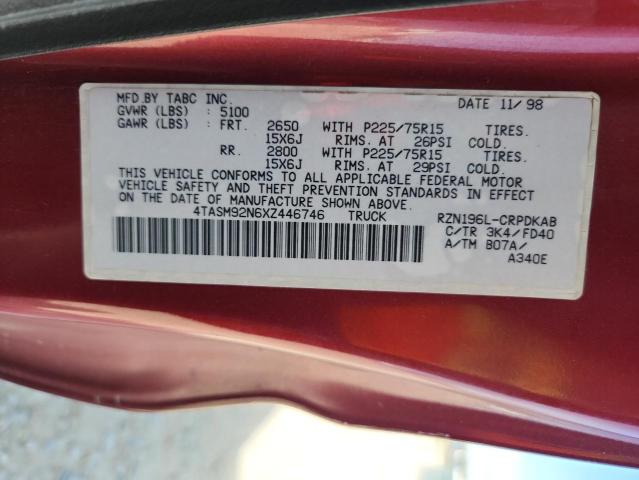 MFD.BY TABC INC. DATE 11/98
GVWR (LBS) : 5100
GAWR (LBS) : FRT. 2650 WITH P225/75R15 TIRES.
15X6J RIMS. AT 26PSI COLD.
RR. 2800 WITH P225/75R15 TIRES.
15X6J RIMS. AT 29PSI COLD.
THIS VEHICLE CONFORMS TO ALL APPLICABLE FEDERAL MOTOR
VEHICLE SAFETY AND THEFT PREVENTION STANDARDS IN EFFECT
ON THE DATE OF MANUFACTURE SHOWN ABOVE.
4TASM92N6XZ446746 TRUCK RZN196L-CRPDKAB
C/TR 3K4/FD40
A/TM B07A/
A340E